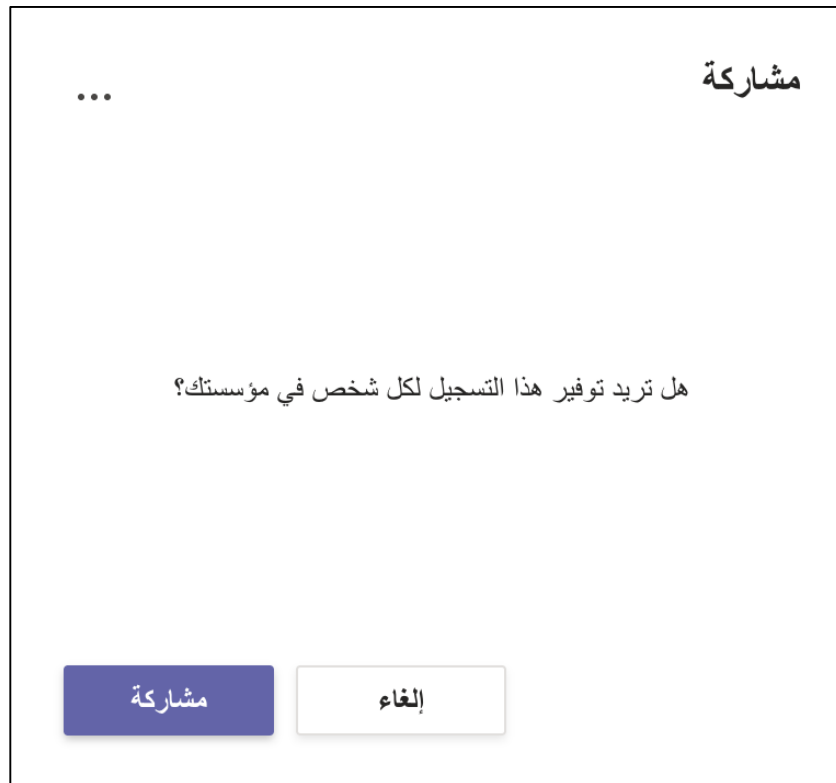 مشاركة
...
هل تريد توفير هذا التسجيل لكل شخص في مؤسستك؟
إلغاء
مشاركة